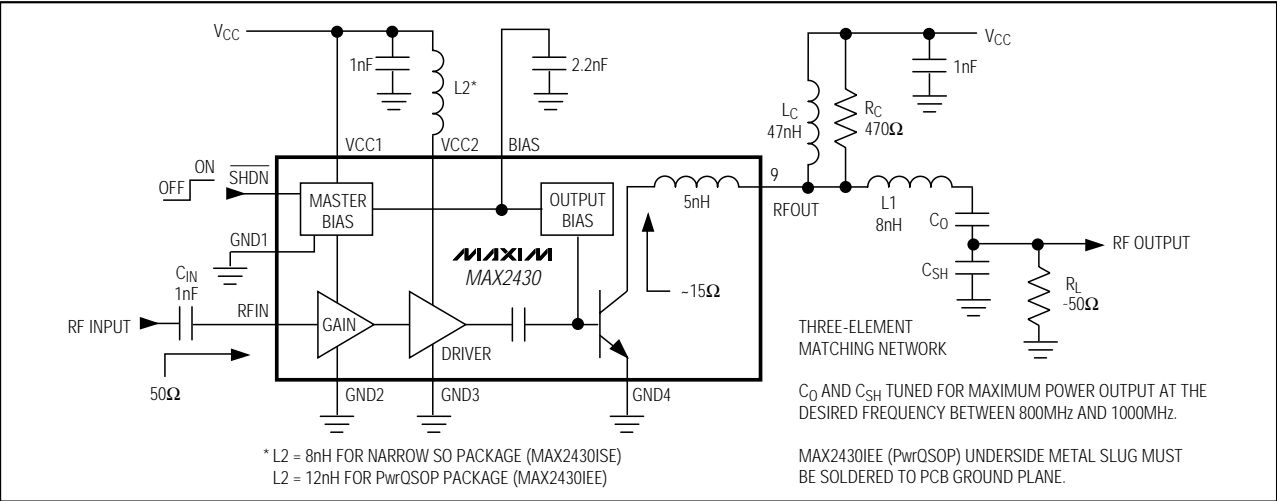 VCC
1nF
L2*
2.2nF
VCC
1nF
LC
47nH
RC
470Ω
VCC1
VCC2
BIAS
ON
OFF
SHDN
MASTER
BIAS
OUTPUT
BIAS
5nH
9
RFOUT
L1
8nH
CO
CSH
RF OUTPUT
RL
-50Ω
GND1
MAXIM
MAX2430
~15Ω
CIN
1nF
RF INPUT
RFIN
GAIN
DRIVER
50Ω
GND2
GND3
GND4
THREE-ELEMENT
MATCHING NETWORK
CO AND CSH TUNED FOR MAXIMUM POWER OUTPUT AT THE
DESIRED FREQUENCY BETWEEN 800MHz AND 1000MHz.
MAX2430IEE (PwrQSOP) UNDERSIDE METAL SLUG MUST
BE SOLDERED TO PCB GROUND PLANE.
* L2 = 8nH FOR NARROW SO PACKAGE (MAX2430ISE)
L2 = 12nH FOR PwrQSOP PACKAGE (MAX2430IEE)